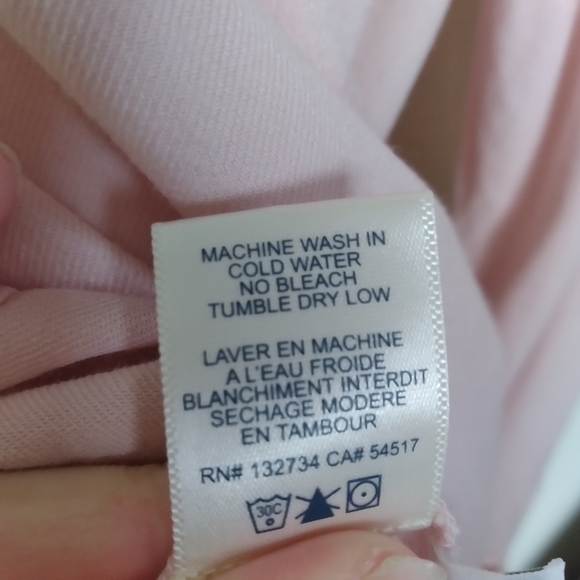 MACHINE WASH IN
COLD WATER
NO BLEACH
TUMBLE DRY LOW
LAVER EN MACHINE
A L'EAU FROIDE
BLANCHIMENT INTERDIT
SECHAGE MODERE
EN TAMBOUR
RN# 132734 CA# 54517
30C